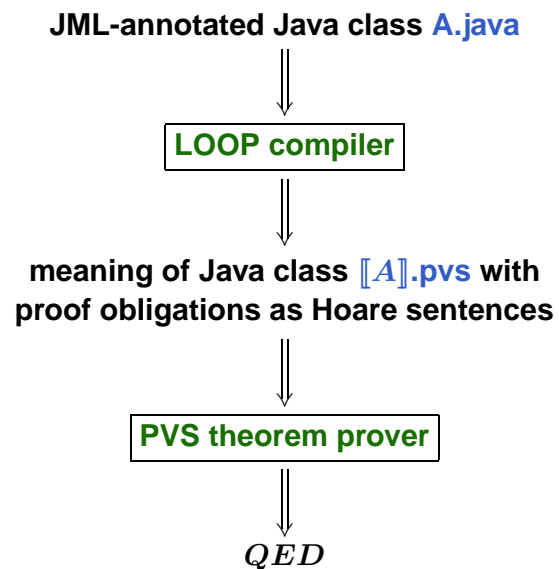 JML-annotated Java class A.java
LOOP compiler
meaning of Java class ⟦A⟧.pvs with
proof obligations as Hoare sentences
PVS theorem prover
QED